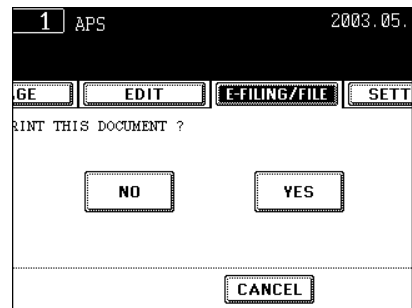 1 APS 2003.05.
.GE EDIT E-FILING/FILE SETT
RINT THIS DOCUMENT ?
NO YES
CANCEL